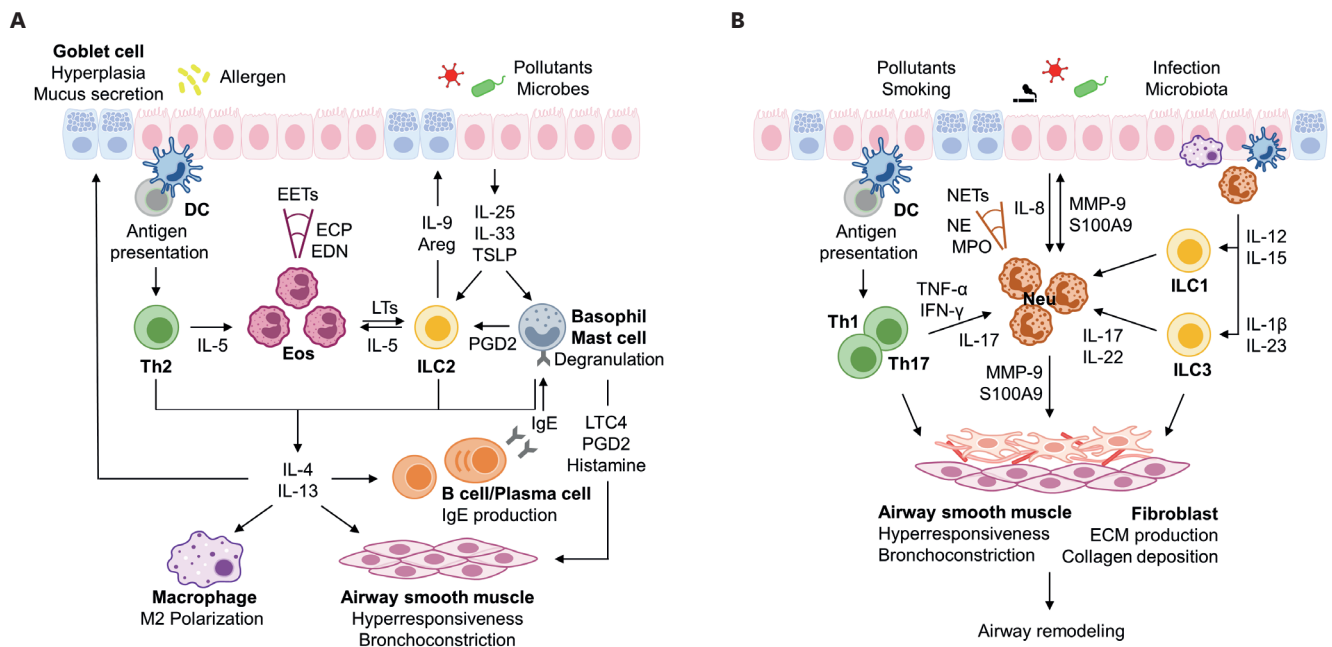 A
Goblet cell
Hyperplasia
Mucus secretion
Allergen
Pollutants
Microbes
DC
Antigen
presentation
EETs
ECP
EDN
IL-9
Areg
IL-25
IL-33
TSLP
Th2
IL-5
Eos
LTs
IL-5
ILC2
PGD2
Basophil
Mast cell
Degranulation
IgE
LTC4
PGD2
Histamine
IL-4
IL-13
B cell/Plasma cell
IgE production
Macrophage
M2 Polarization
Airway smooth muscle
Hyperresponsiveness
Bronchoconstriction
B
Pollutants
Smoking
Infection
Microbiota
DC
Antigen
presentation
NETs
NE
MPO
IL-8
MMP-9
S100A9
IL-12
IL-15
ILC1
Neu
TNF-α
IFN-γ
IL-17
Th1
Th17
IL-17
IL-22
IL-1β
IL-23
ILC3
MMP-9
S100A9
Airway smooth muscle
Hyperresponsiveness
Bronchoconstriction
Fibroblast
ECM production
Collagen deposition
Airway remodeling